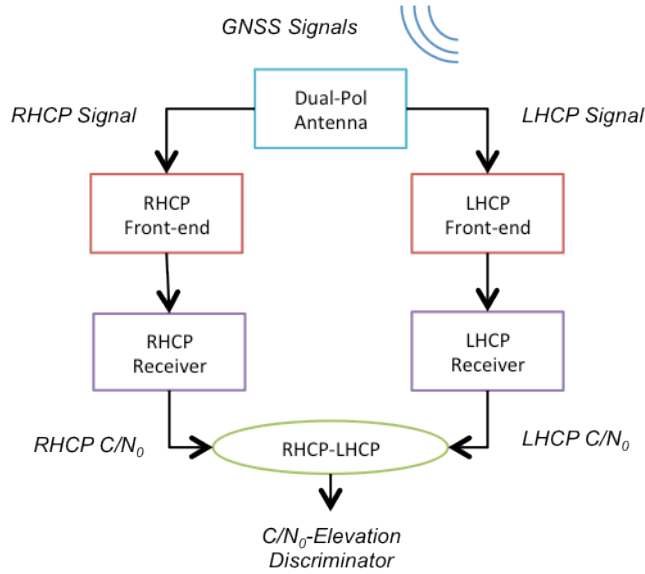 GNSS Signals
RHCP Signal
Dual-Pol
Antenna
LHCP Signal
RHCP
Front-end
LHCP
Front-end
RHCP
Receiver
LHCP
Receiver
RHCP C/N₀
RHCP-LHCP
LHCP C/N₀
C/N₀-Elevation
Discriminator